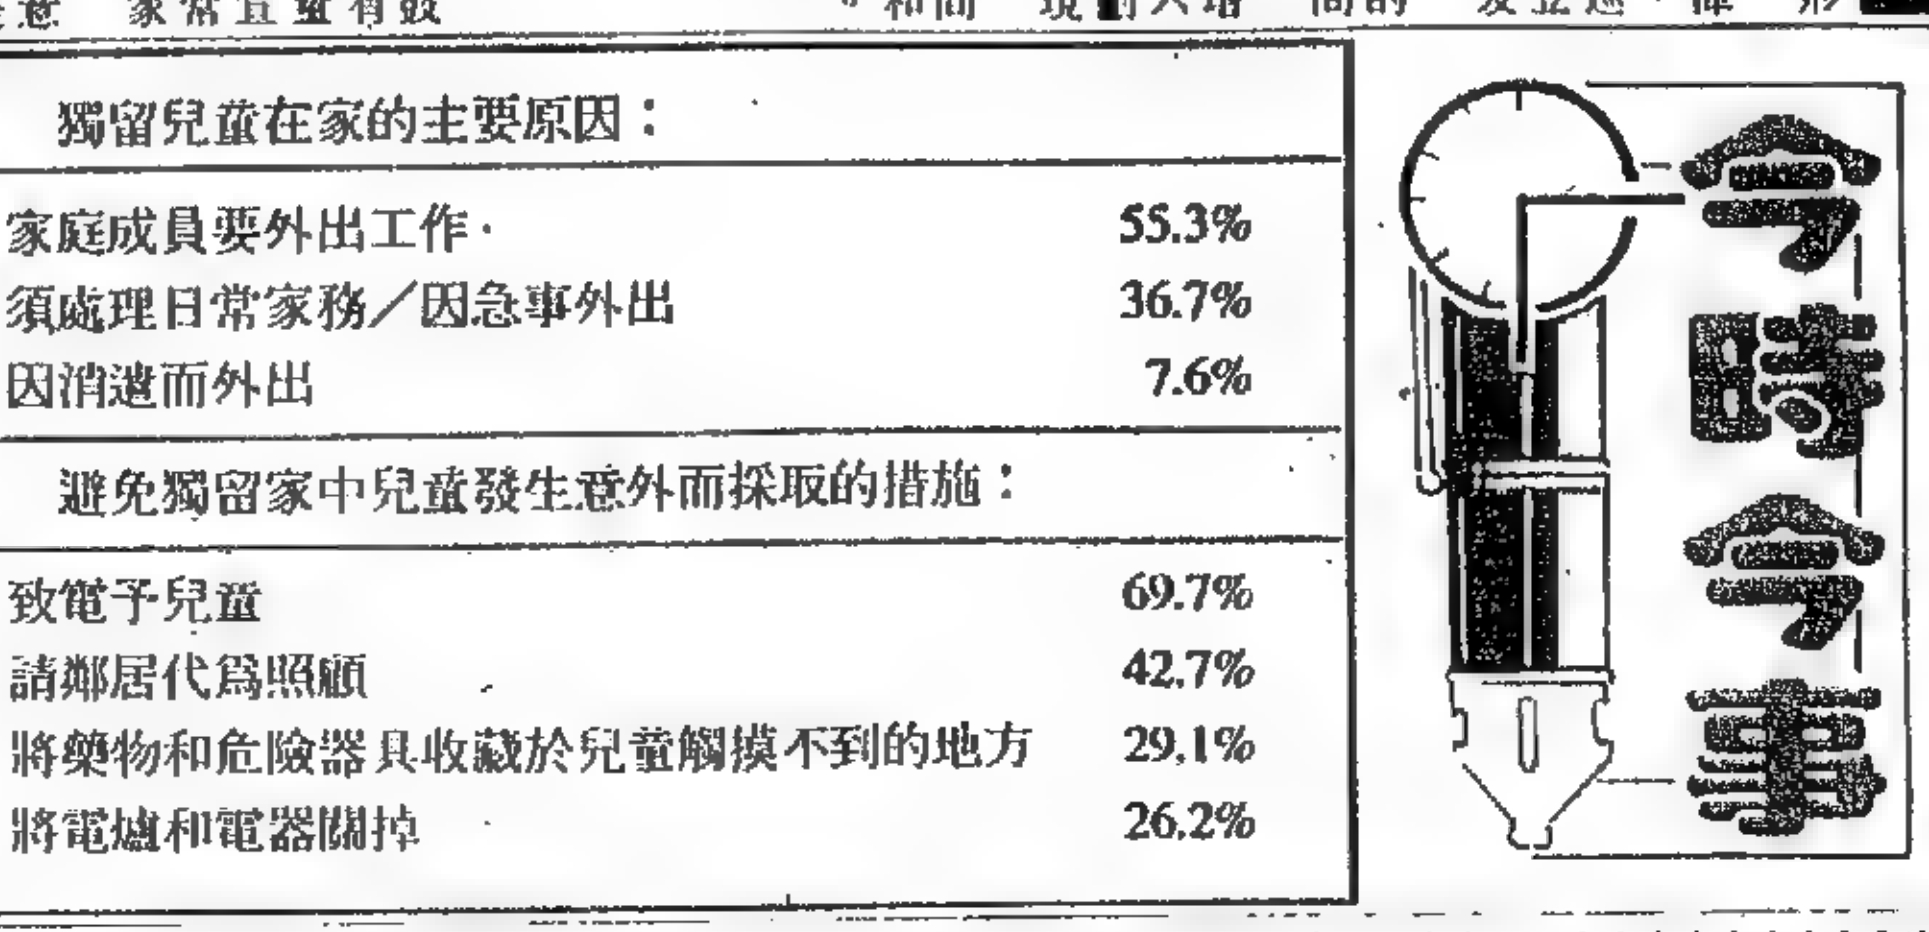 獨留兒童在家的主要原因：
家庭成員要外出工作 55.3%
須處理日常家務／因急事外出 36.7%
因消遣而外出 7.6%
避免獨留家中兒童發生意外而採取的措施：
致電予兒童 69.7%
請鄰居代爲照顧 42.7%
將藥物和危險器具收藏於兒童觸摸不到的地方 29.1%
將電爐和電器關掉 26.2%
今時今事